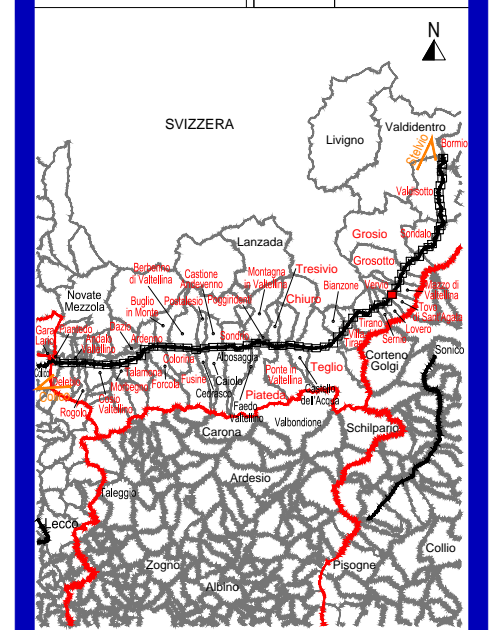 N
SVIZZERA
Livigno
Valdidentro
Stelvio
Bormio
Valdisotto
Grosio
Sondalo
Lanzada
Grosotto
Berbenno
di Valtellina
Castione
Andevenno
Montagna
in Valtellina
Tresivio
Bianzone
Vervio
Mazzo di
Valtellina
Novate
Mezzola
Buglio
in Monte
Postalesio
Poggiridenti
Chiuro
Tovo
di Sant'Agata
Gera
Lario
Piantedo
Dazio
Ardenno
Sondrio
Tirano
Villa di
Tirano
Lovero
Sernio
Andalo
Valtellino
Colorina
Albosaggia
Corteno
Golgi
Sonico
Colico
Delebio
Talamona
Forcola
Fusine
Caiolo
Cedrasco
Ponte in
Valtellina
Teglio
Castello
dell'Acqua
Rogolo
Cosio
Valtellino
Morbegno
Piateda
Faedo
Valtellino
Valbondione
Carona
Schilpario
Ardesio
Taleggio
Lecco
Zogno
Albino
Pisogne
Collio